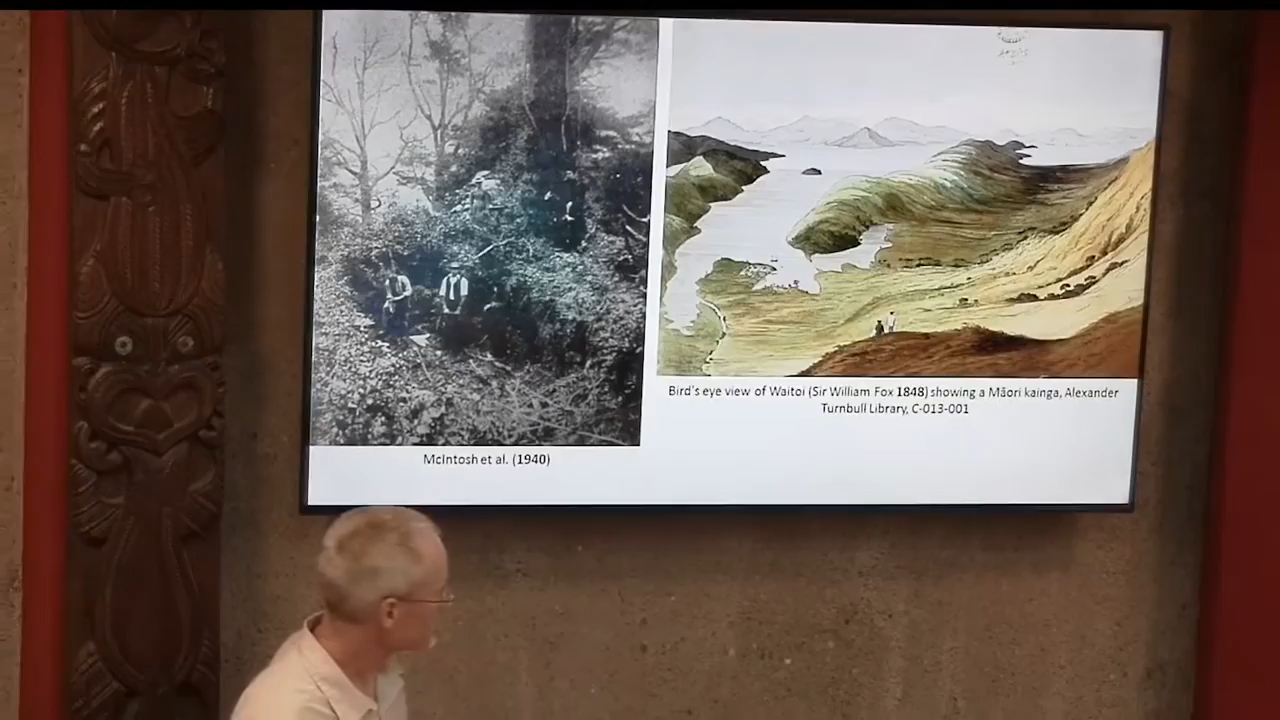 McIntosh et al. (1940)
Bird's eye view of Waitoi (Sir William Fox 1848) showing a Māori kainga, Alexander
Turnbull Library, C-013-001